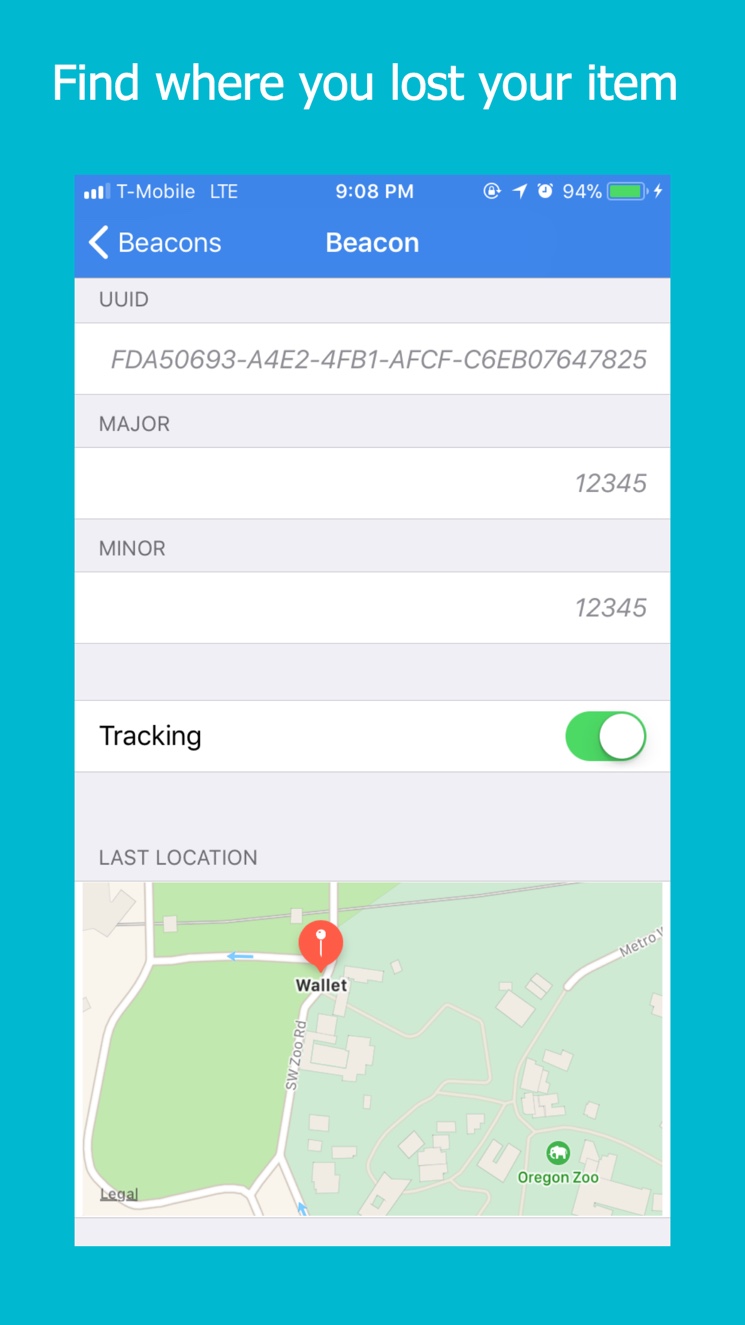 Find where you lost your item
T-Mobile LTE 9:08 PM 94%
Beacons Beacon
UUID
FDA50693-A4E2-4FB1-AFCF-C6EB07647825
MAJOR
12345
MINOR
12345
Tracking
LAST LOCATION
Metro
Wallet
SW Zoo Rd
Oregon Zoo
Legal